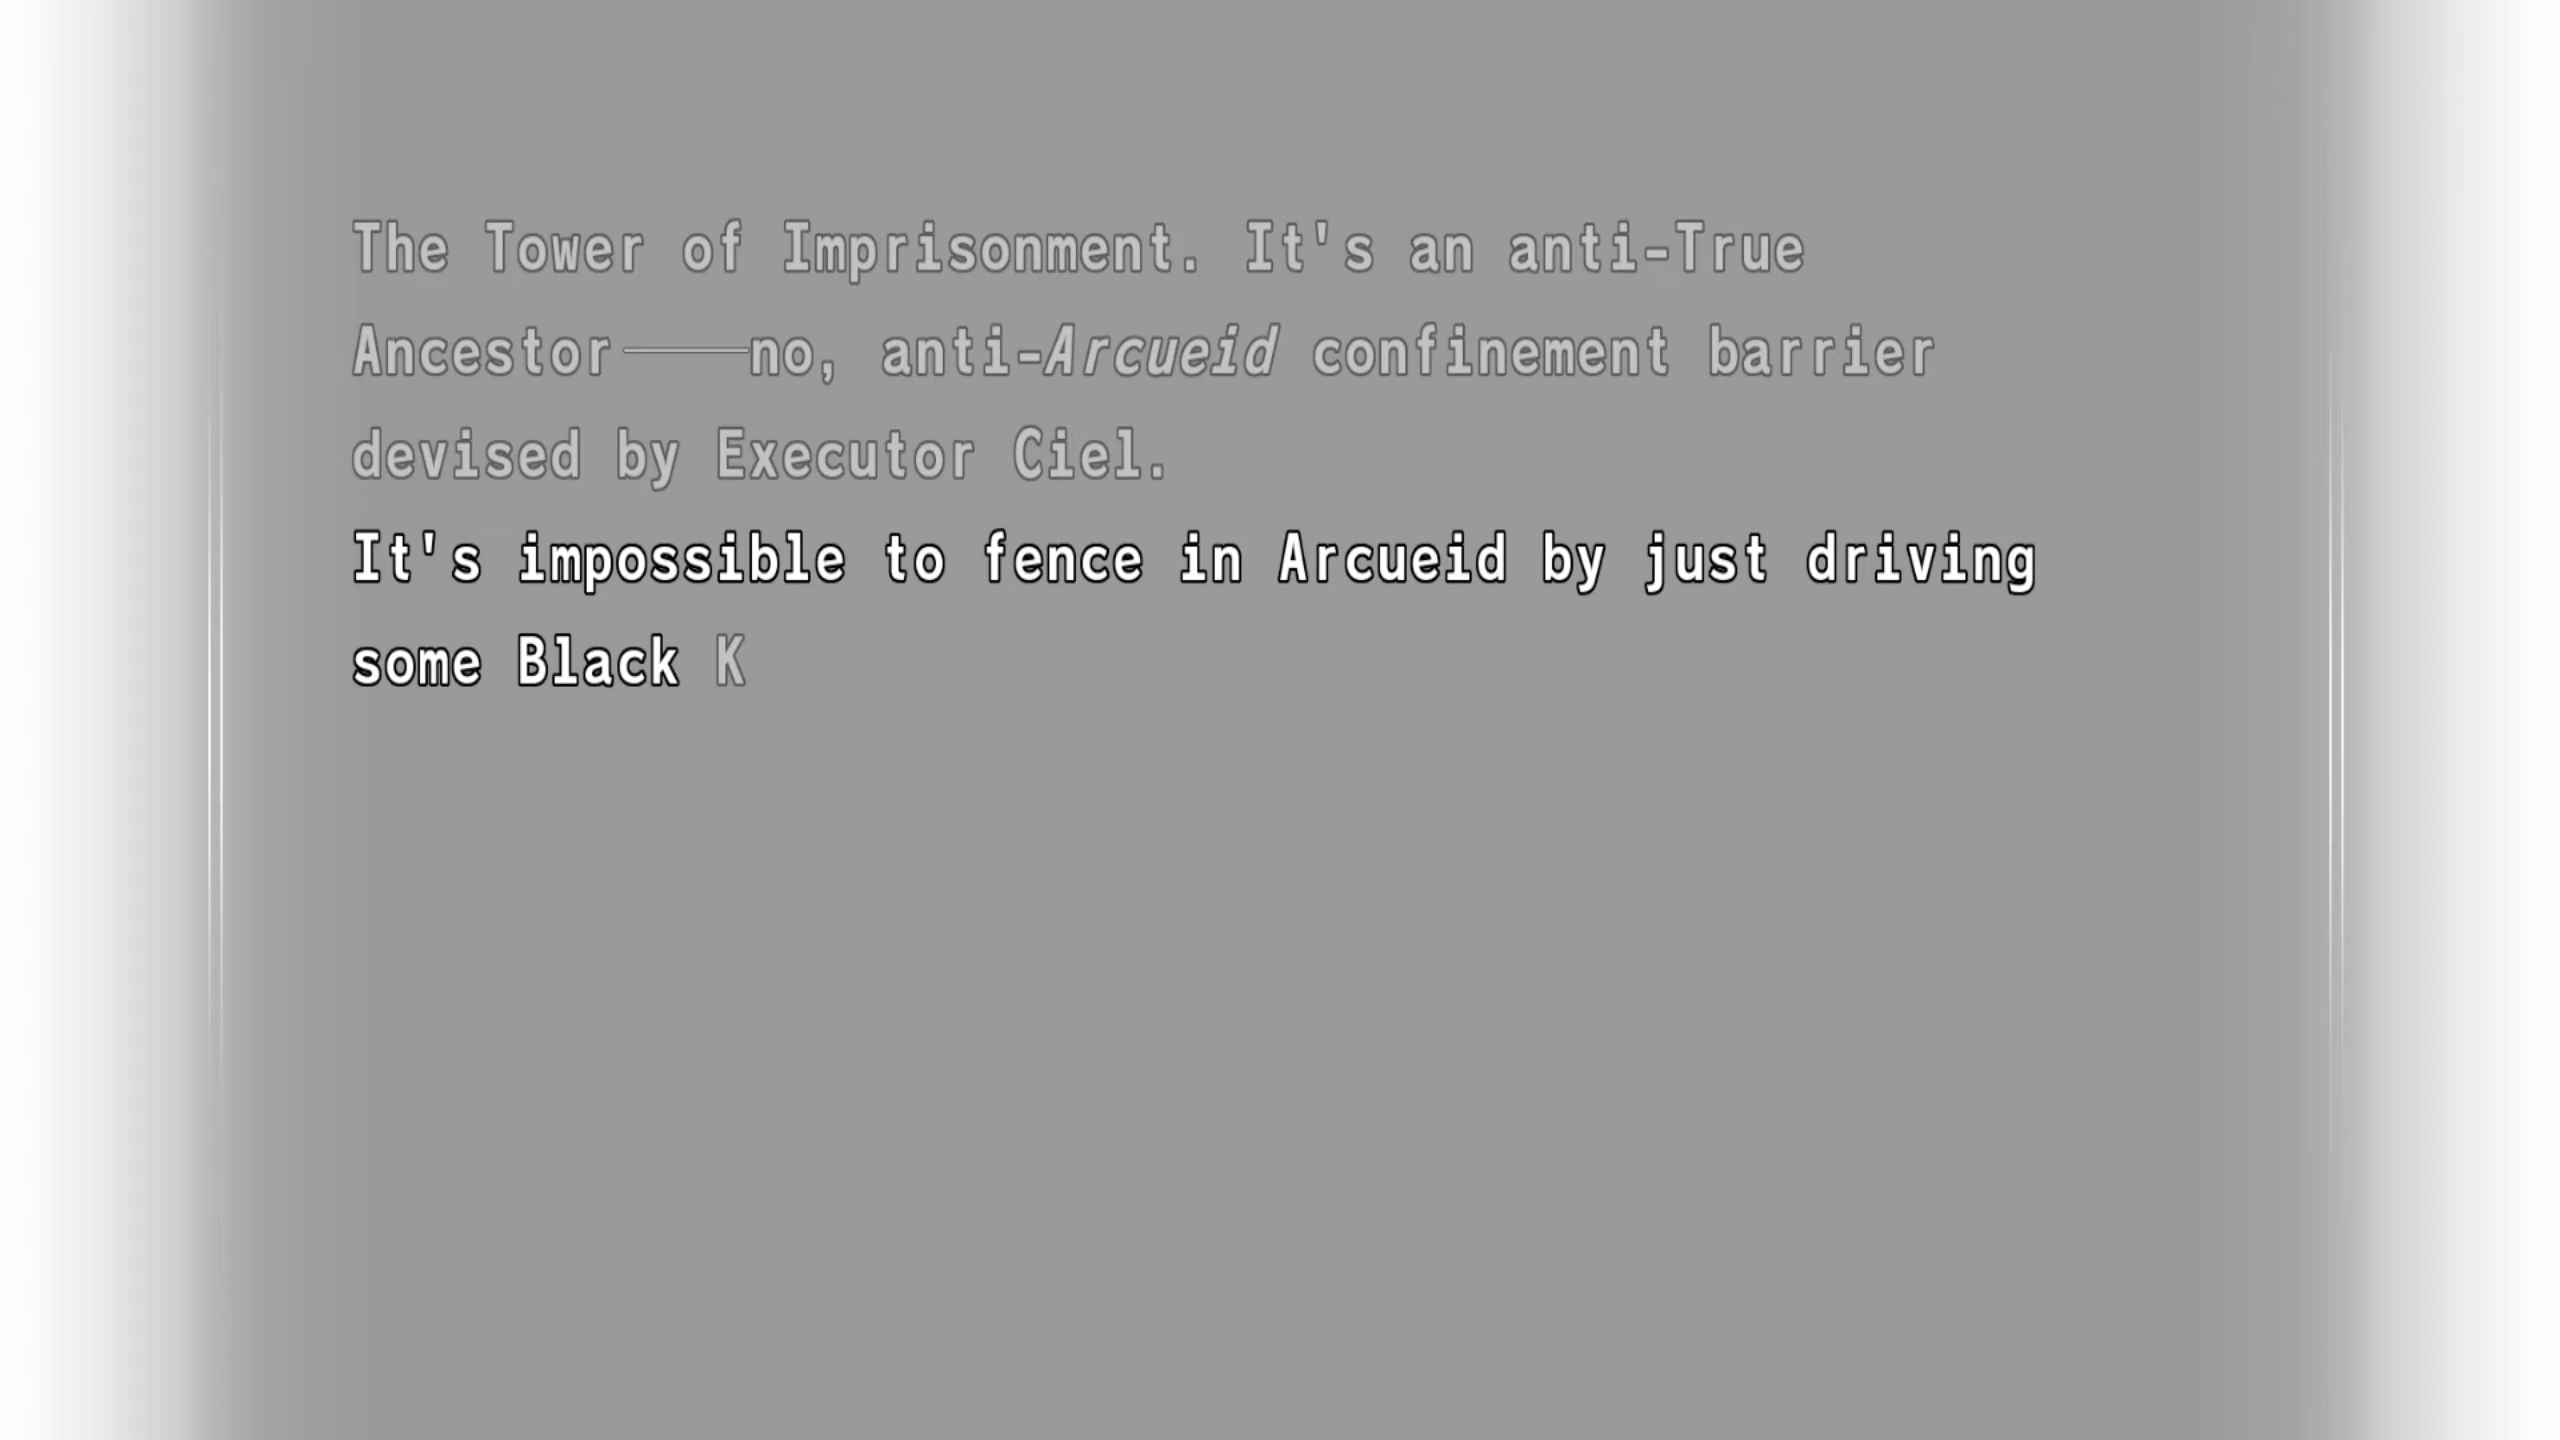 The Tower of Imprisonment. It's an anti-True
Ancestor──no, anti-Arcueid confinement barrier
devised by Executor Ciel.
It's impossible to fence in Arcueid by just driving
some Black K